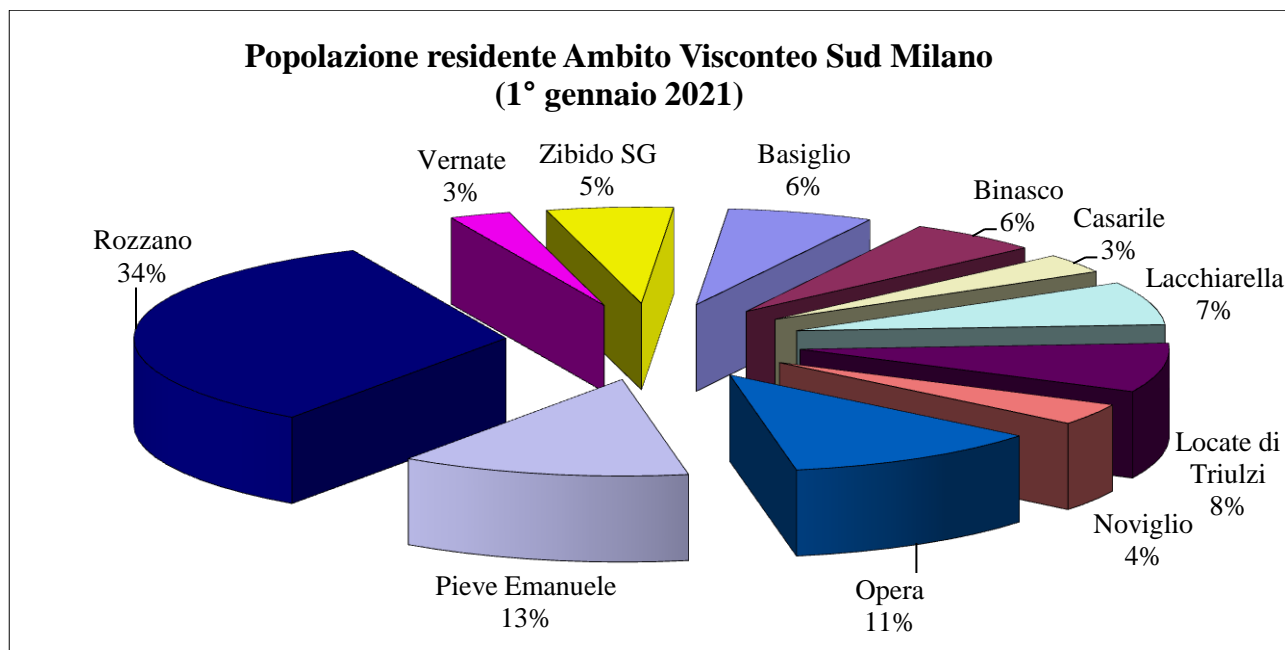 Popolazione residente Ambito Visconteo Sud Milano
(1° gennaio 2021)
Rozzano
34%
Vernate
3%
Zibido SG
5%
Basiglio
6%
Binasco
6%
Casarile
3%
Lacchiarella
7%
Locate di
Triulzi
8%
Noviglio
4%
Opera
11%
Pieve Emanuele
13%